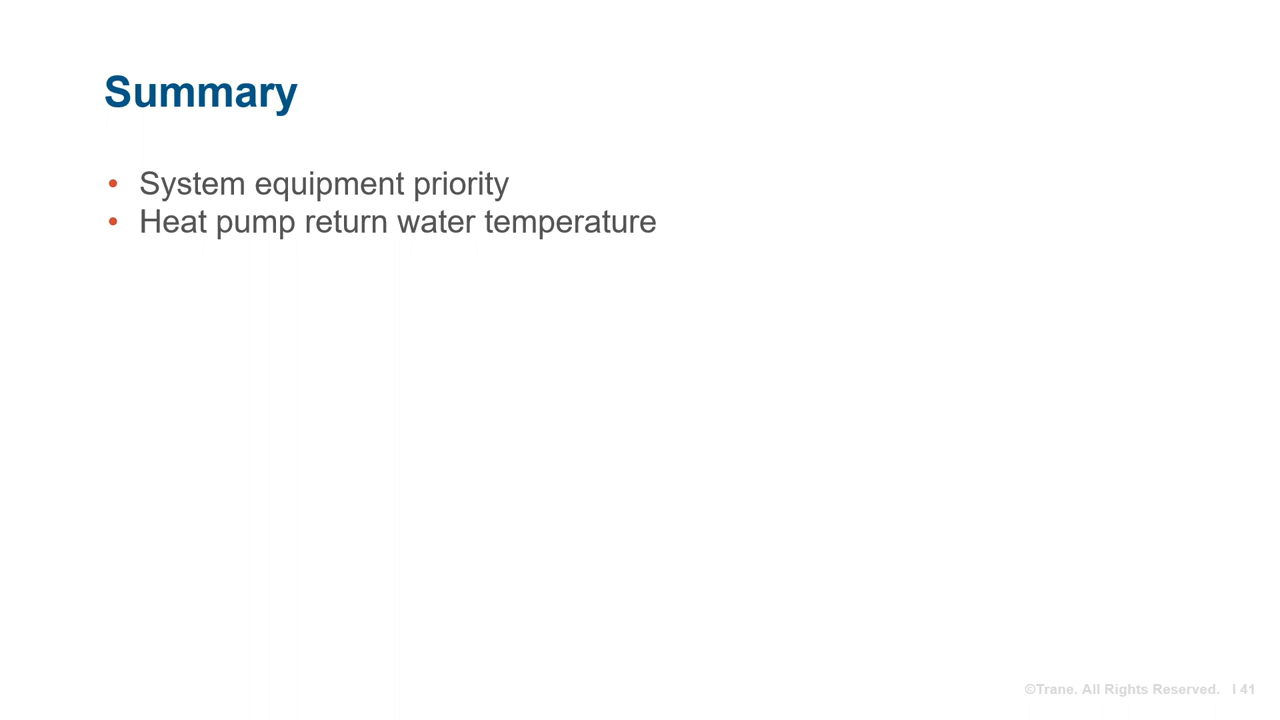 Summary
• System equipment priority
• Heat pump return water temperature
©Trane. All Rights Reserved. I 41